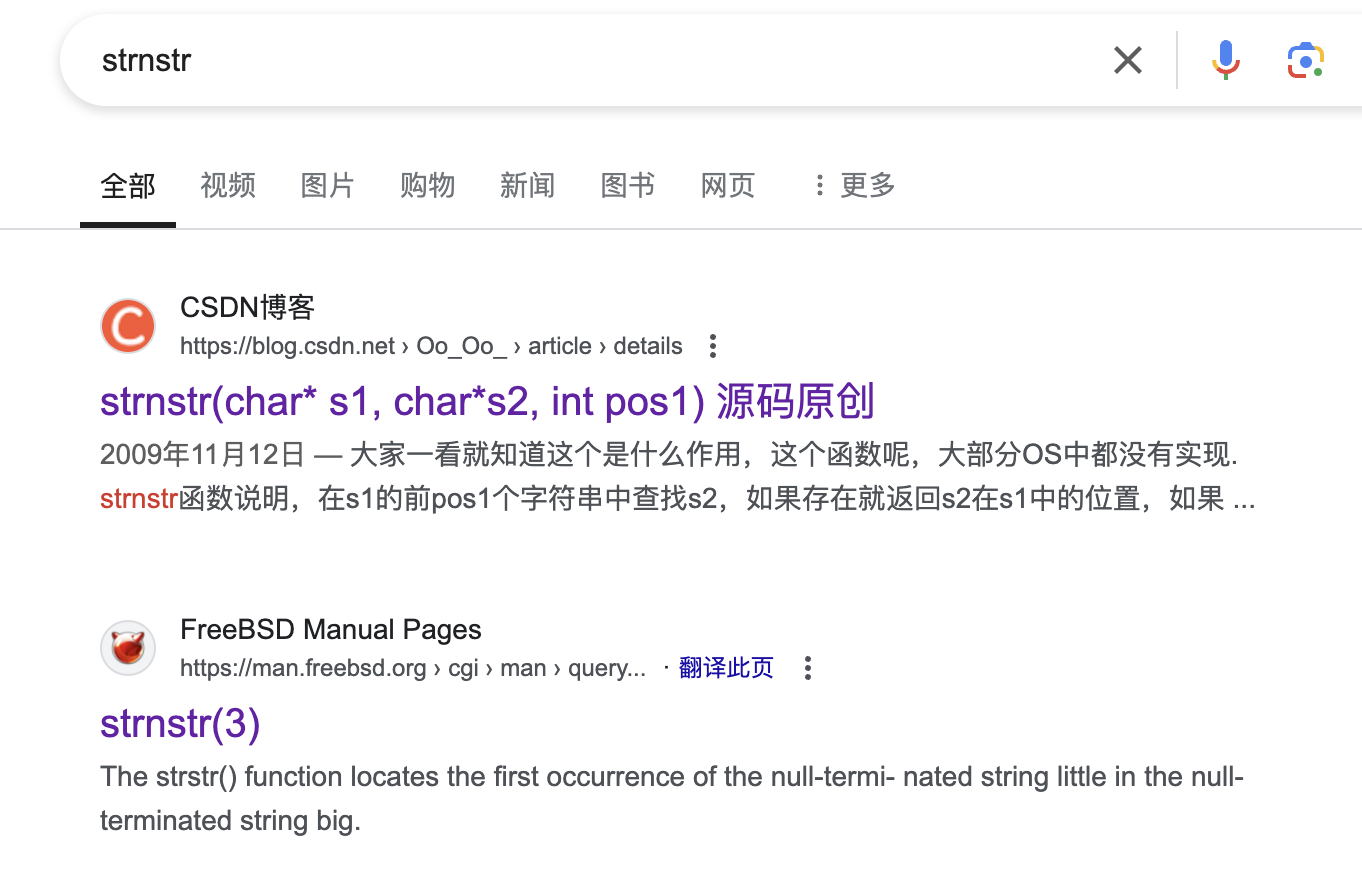 strnstr
全部 视频 图片 购物 新闻 图书 网页 更多
CSDN博客
https://blog.csdn.net › Oo_Oo_ › article › details
strnstr(char* s1, char*s2, int pos1) 源码原创
2009年11月12日 — 大家一看就知道这个是什么作用，这个函数呢，大部分OS中都没有实现.
strnstr函数说明，在s1的前pos1个字符串中查找s2，如果存在就返回s2在s1中的位置，如果 ...
FreeBSD Manual Pages
https://man.freebsd.org › cgi › man › query... · 翻译此页
strnstr(3)
The strstr() function locates the first occurrence of the null-termi- nated string little in the null-
terminated string big.